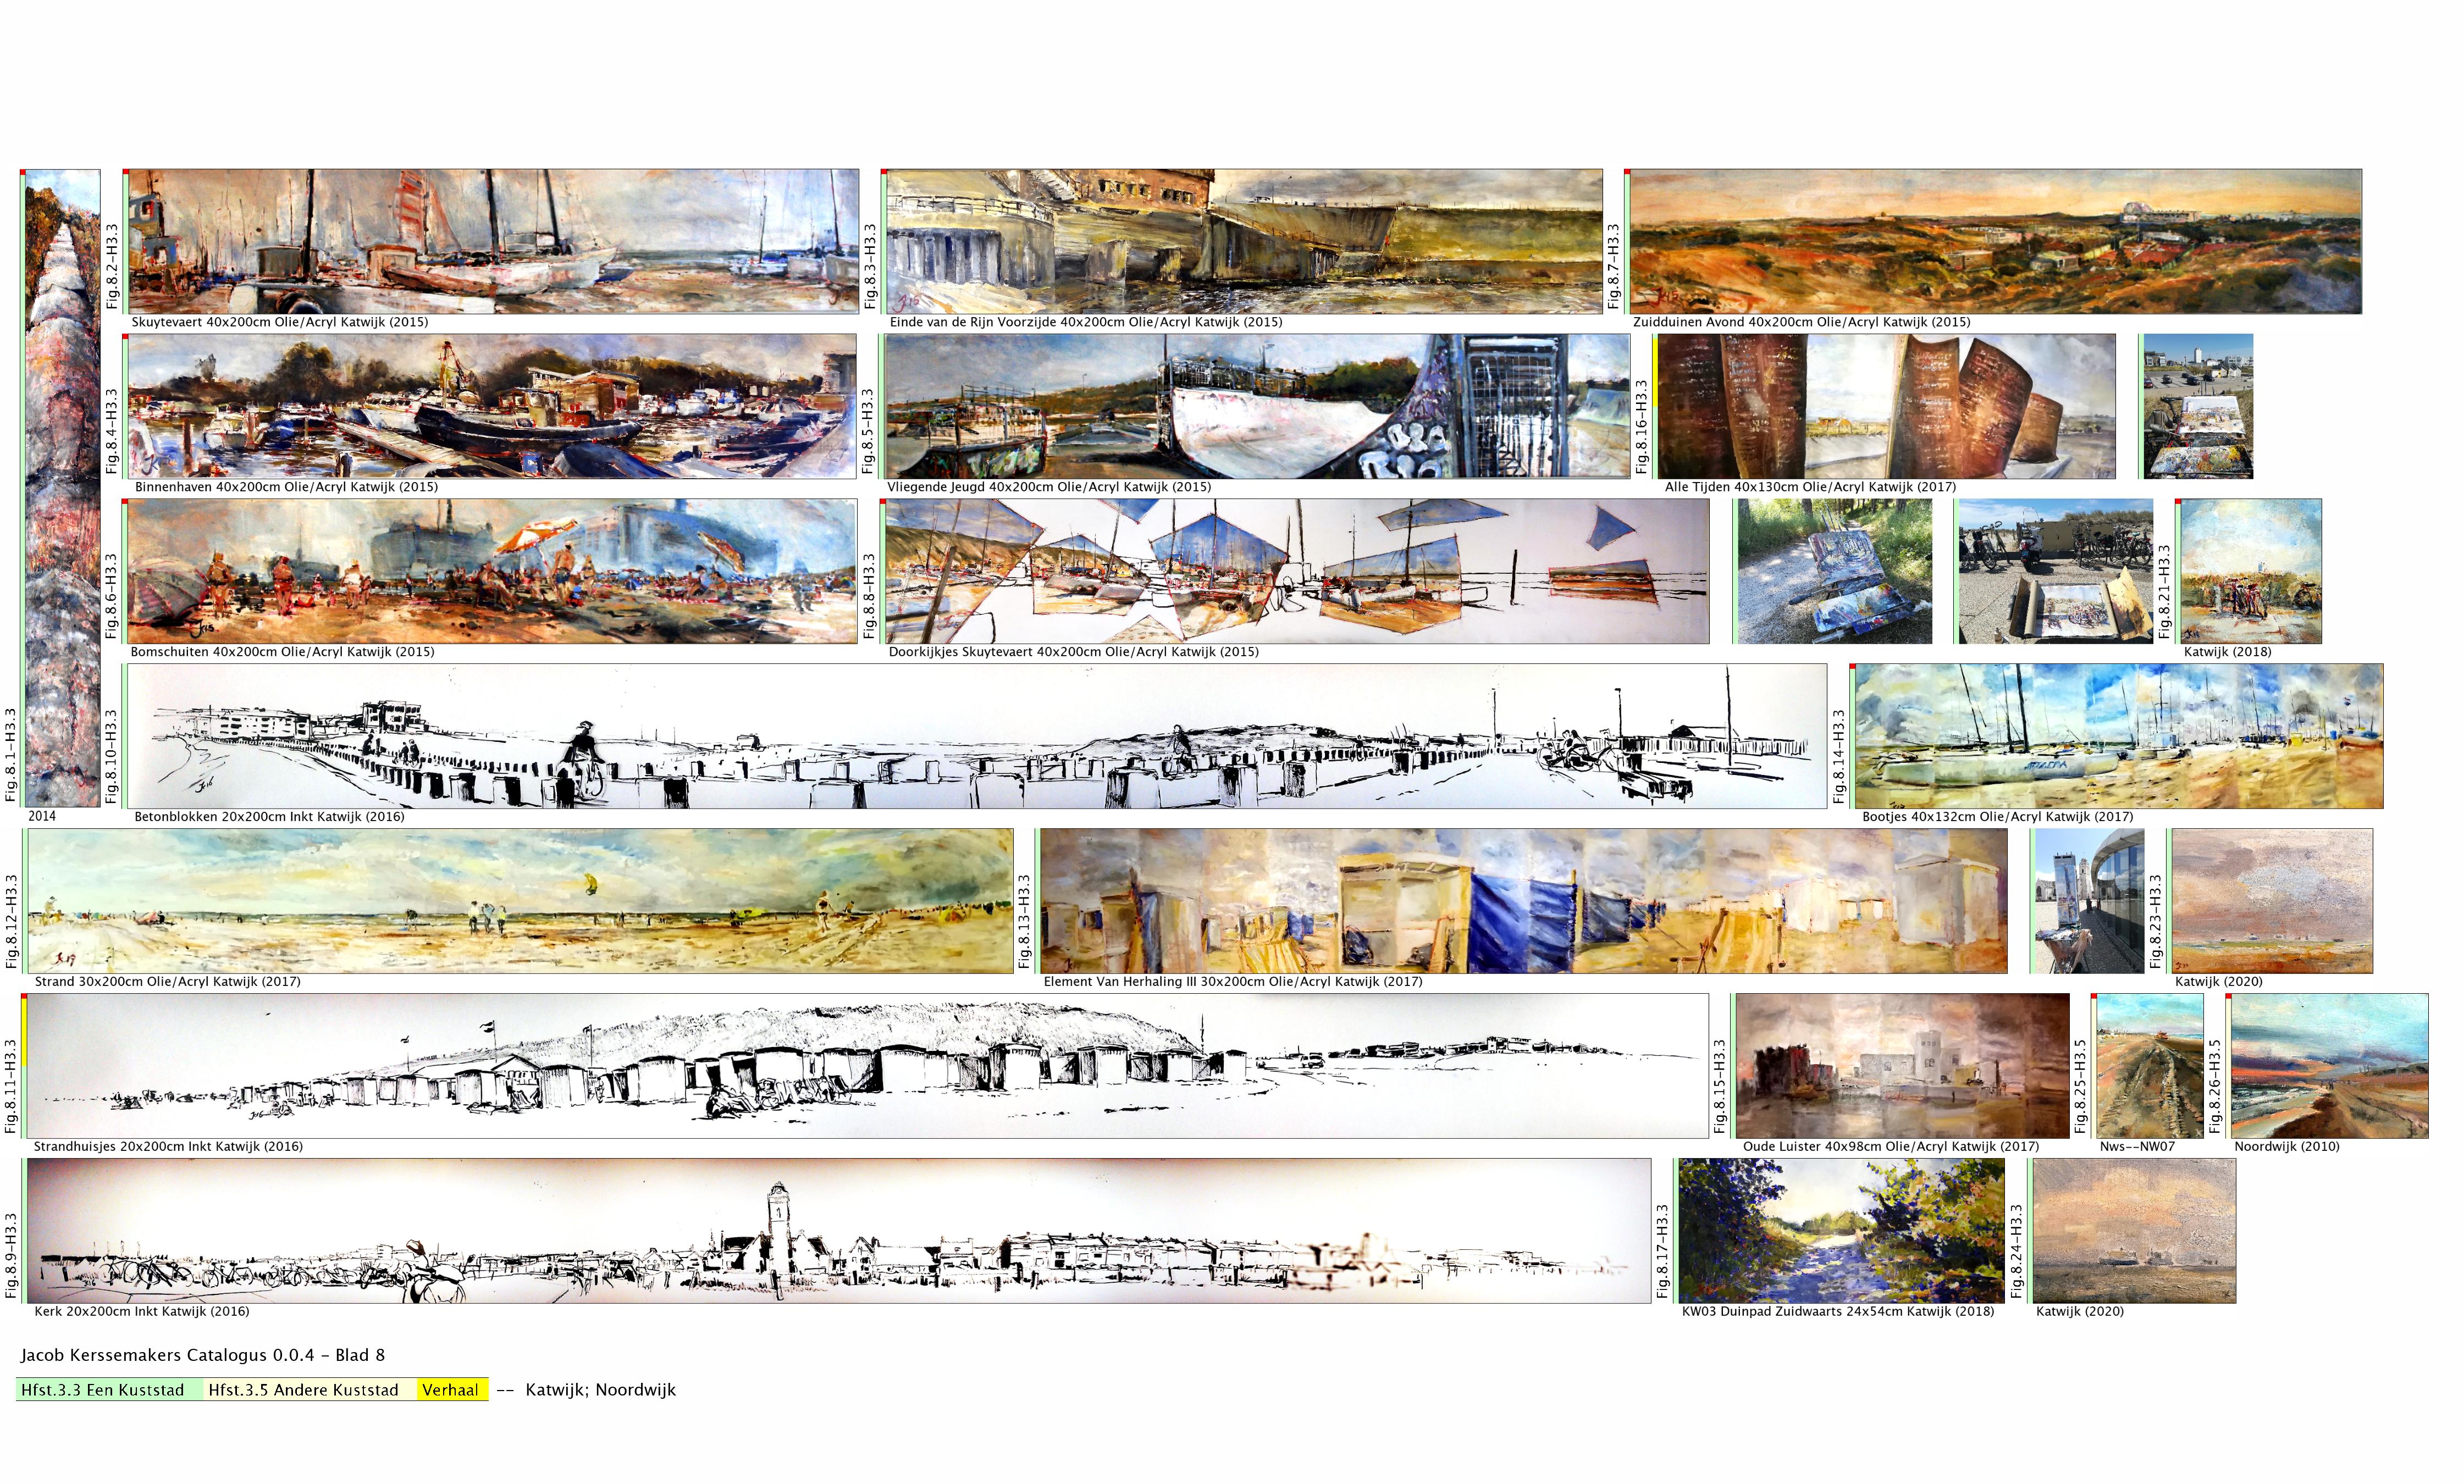 Fig.8.1-H3.3
2014
Fig.8.2-H3.3
Skuytevaert 40x200cm Olie/Acryl Katwijk (2015)
Fig.8.3-H3.3
Einde van de Rijn Voorzijde 40x200cm Olie/Acryl Katwijk (2015)
Fig.8.7-H3.3
Zuidduinen Avond 40x200cm Olie/Acryl Katwijk (2015)
Fig.8.4-H3.3
Binnenhaven 40x200cm Olie/Acryl Katwijk (2015)
Fig.8.5-H3.3
Vliegende Jeugd 40x200cm Olie/Acryl Katwijk (2015)
Fig.8.16-H3.3
Alle Tijden 40x130cm Olie/Acryl Katwijk (2017)
Fig.8.6-H3.3
Bomschuiten 40x200cm Olie/Acryl Katwijk (2015)
Fig.8.8-H3.3
Doorkijkjes Skuytevaert 40x200cm Olie/Acryl Katwijk (2015)
Fig.8.21-H3.3
Katwijk (2018)
Fig.8.10-H3.3
Betonblokken 20x200cm Inkt Katwijk (2016)
Fig.8.14-H3.3
Bootjes 40x132cm Olie/Acryl Katwijk (2017)
Fig.8.12-H3.3
Strand 30x200cm Olie/Acryl Katwijk (2017)
Fig.8.13-H3.3
Element Van Herhaling III 30x200cm Olie/Acryl Katwijk (2017)
Fig.8.23-H3.3
Katwijk (2020)
Fig.8.11-H3.3
Strandhuisjes 20x200cm Inkt Katwijk (2016)
Fig.8.15-H3.3
Oude Luister 40x98cm Olie/Acryl Katwijk (2017)
Fig.8.25-H3.5
Nws--NW07
Fig.8.26-H3.5
Noordwijk (2010)
Fig.8.9-H3.3
Kerk 20x200cm Inkt Katwijk (2016)
Fig.8.17-H3.3
KW03 Duinpad Zuidwaarts 24x54cm Katwijk (2018)
Fig.8.24-H3.3
Katwijk (2020)
Jacob Kerssemakers Catalogus 0.0.4 - Blad 8
Hfst.3.3 Een Kuststad Hfst.3.5 Andere Kuststad Verhaal -- Katwijk; Noordwijk